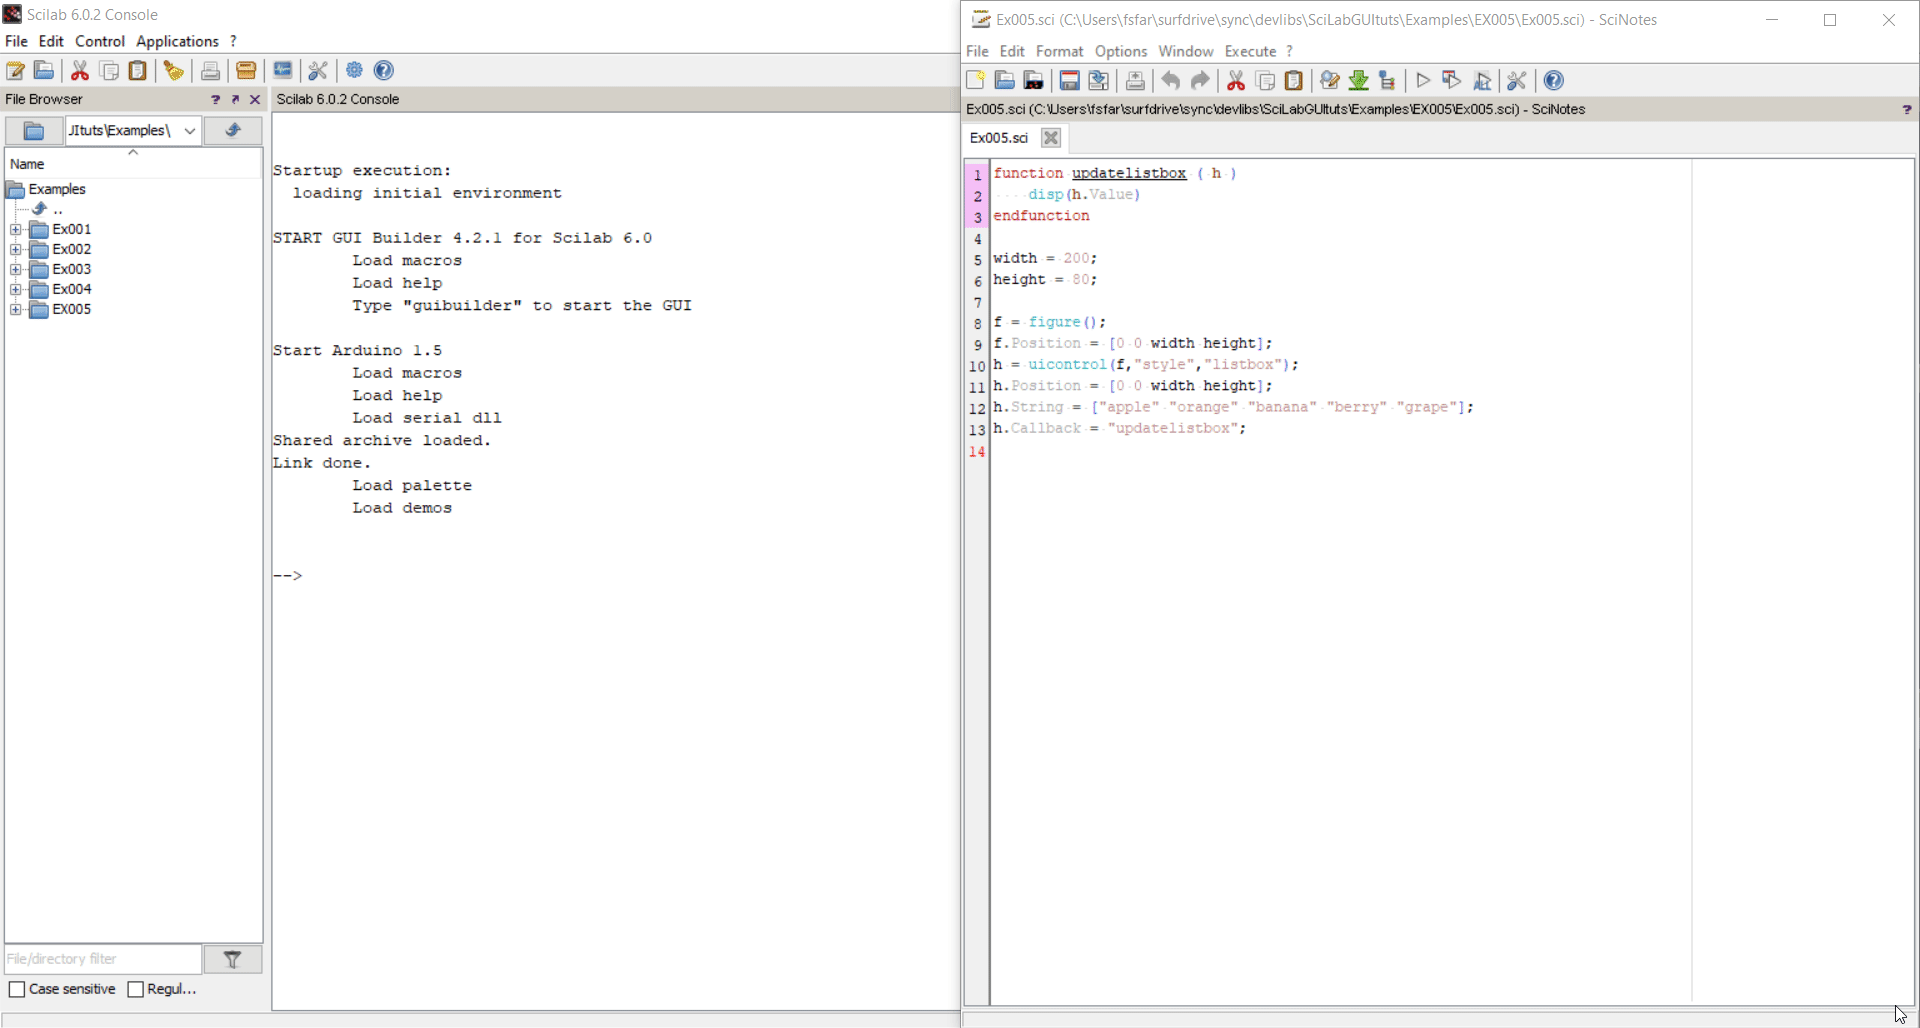 Scilab 6.0.2 Console
File Edit Control Applications ?
File Browser
JItuts\Examples\
Name
Examples
..
Ex001
Ex002
Ex003
Ex004
EX005
File/directory filter
Case sensitive Regul...
Scilab 6.0.2 Console
Startup execution:
  loading initial environment
START GUI Builder 4.2.1 for Scilab 6.0
        Load macros
        Load help
        Type "guibuilder" to start the GUI
Start Arduino 1.5
        Load macros
        Load help
        Load serial dll
Shared archive loaded.
Link done.
        Load palette
        Load demos
-->
Ex005.sci (C:\Users\fsfar\surfdrive\sync\devlibs\SciLabGUItuts\Examples\EX005\Ex005.sci) - SciNotes
File Edit Format Options Window Execute ?
Ex005.sci (C:\Users\fsfar\surfdrive\sync\devlibs\SciLabGUItuts\Examples\EX005\Ex005.sci) - SciNotes ?
Ex005.sci
1 function updatelistbox ( h )
2     disp(h.Value)
3 endfunction
4
5 width = 200;
6 height = 80;
7
8 f = figure();
9 f.Position = [0 0 width height];
10 h = uicontrol(f,"style","listbox");
11 h.Position = [0 0 width height];
12 h.String = ["apple" "orange" "banana" "berry" "grape"];
13 h.Callback = "updatelistbox";
14